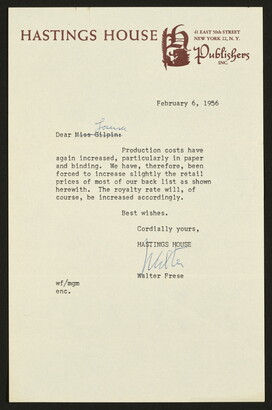 HASTINGS HOUSE
41 EAST 50th STREET
NEW YORK 22, N. Y.
Publishers
INC.
February 6, 1956
Laura
Dear Miss Gilpin:
Production costs have
again increased, particularly in paper
and binding. We have, therefore, been
forced to increase slightly the retail
prices of most of our back list as shown
herewith. The royalty rate will, of
course, be increased accordingly.
Best wishes.
Cordially yours,
HASTINGS HOUSE
Walter
Walter Frese
wf/mgm
enc.